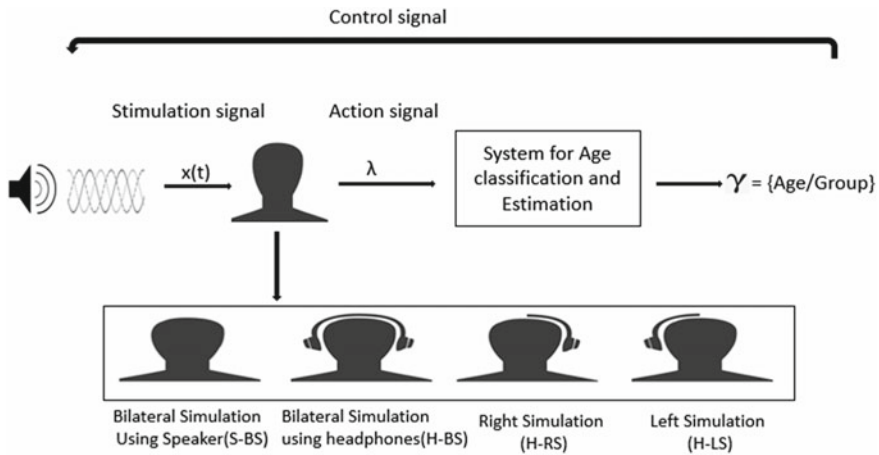 Control signal
Stimulation signal
Action signal
x(t)
λ
System for Age
classification and
Estimation
γ = {Age/Group}
Bilateral Simulation
Using Speaker(S-BS)
Bilateral Simulation
using headphones(H-BS)
Right Simulation
(H-RS)
Left Simulation
(H-LS)